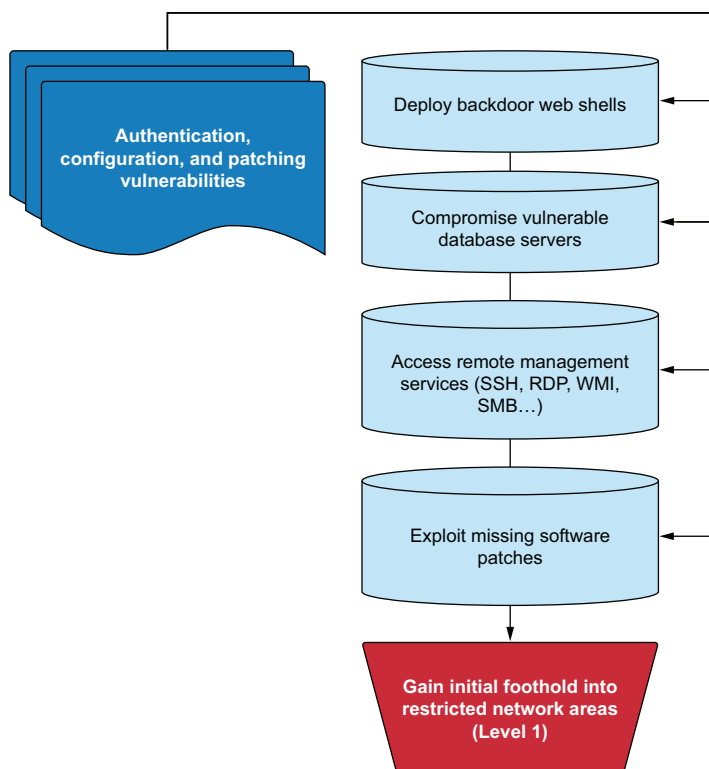 Authentication,
configuration, and patching
vulnerabilities
Deploy backdoor web shells
Compromise vulnerable
database servers
Access remote management
services (SSH, RDP, WMI,
SMB…)
Exploit missing software
patches
Gain initial foothold into
restricted network areas
(Level 1)